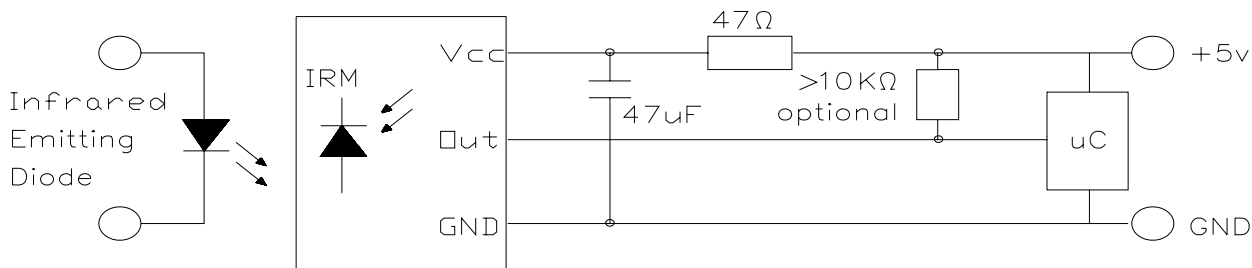 Infrared
Emitting
Diode
IRM
Vcc
Out
GND
47uF
47Ω
>10KΩ
optional
uC
+5v
GND